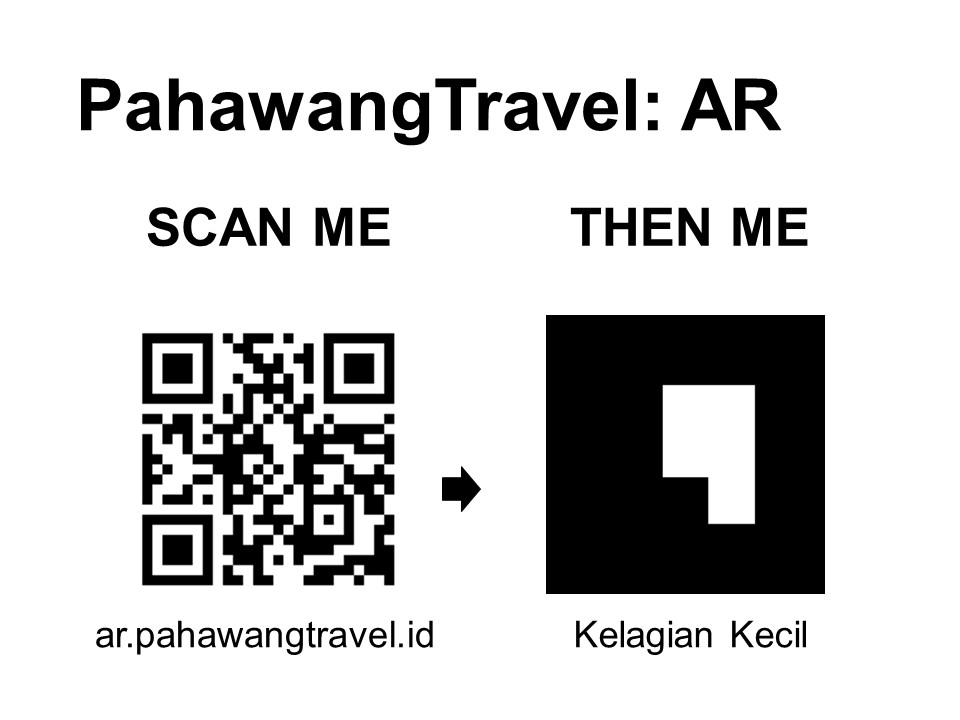 PahawangTravel: AR
SCAN ME
THEN ME
ar.pahawangtravel.id
Kelagian Kecil